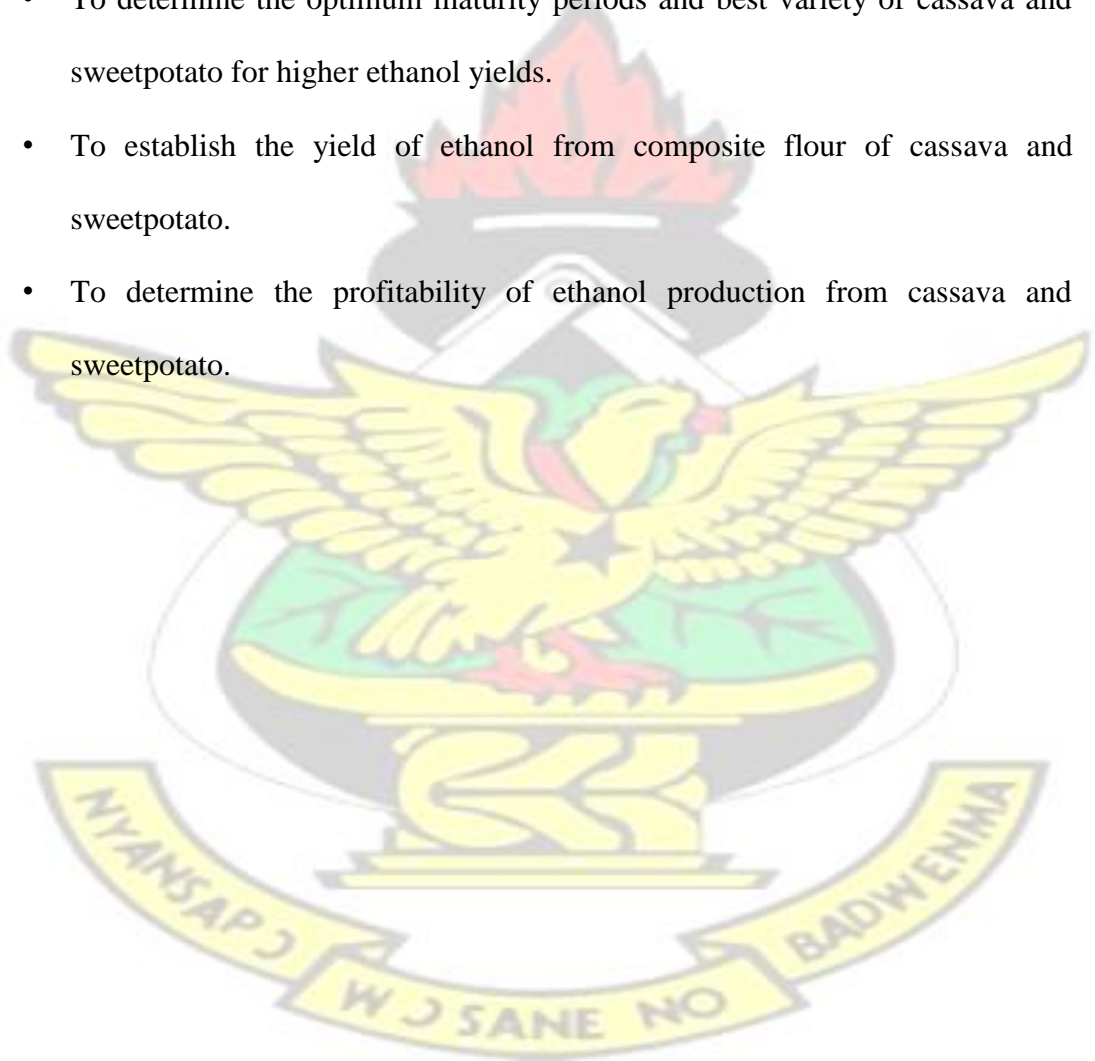 • To determine the optimum maturity periods and best variety of cassava and
sweetpotato for higher ethanol yields.
• To establish the yield of ethanol from composite flour of cassava and
sweetpotato.
• To determine the profitability of ethanol production from cassava and
sweetpotato.
NYANSAPƆ
WƆSANE NO
BADWENMA